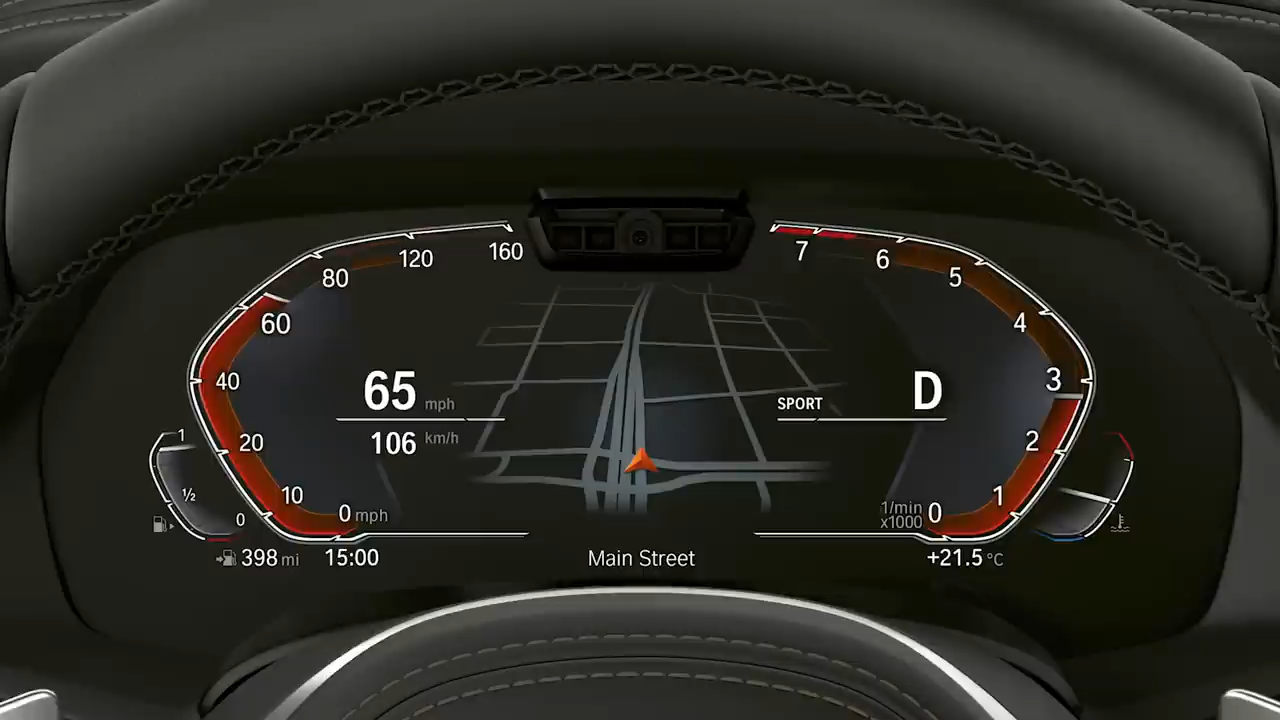 160
120
80
60
40
20
10
0 mph
65 mph
106 km/h
7
6
5
4
3
2
1
0
1/min
x1000
SPORT
D
1
1/2
0
398 mi
15:00
Main Street
+21.5 °C